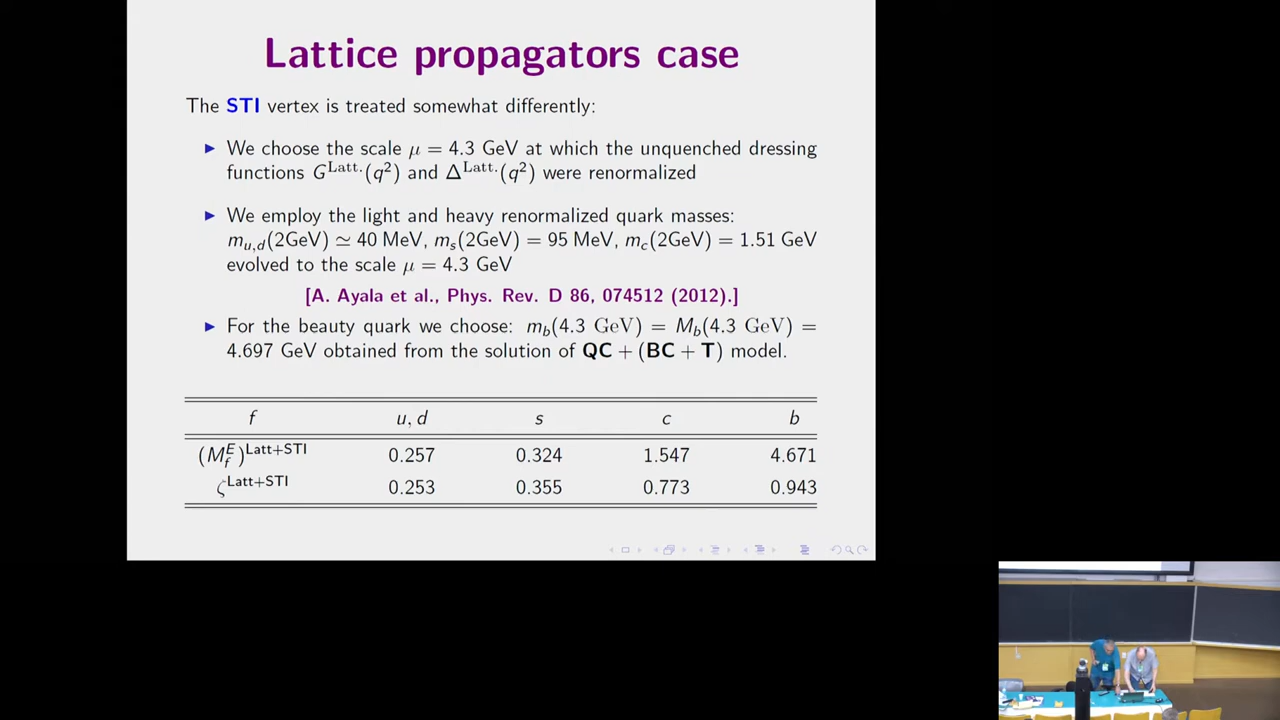 Lattice propagators case
The STI vertex is treated somewhat differently:
▶ We choose the scale μ = 4.3 GeV at which the unquenched dressing
functions G^Latt.(q²) and Δ^Latt.(q²) were renormalized
▶ We employ the light and heavy renormalized quark masses:
m_u,d(2GeV) ≃ 40 MeV, m_s(2GeV) = 95 MeV, m_c(2GeV) = 1.51 GeV
evolved to the scale μ = 4.3 GeV
[A. Ayala et al., Phys. Rev. D 86, 074512 (2012).]
▶ For the beauty quark we choose: m_b(4.3 GeV) = M_b(4.3 GeV) =
4.697 GeV obtained from the solution of QC + (BC + T) model.
f u, d s c b
(M_f^E)^Latt+STI 0.257 0.324 1.547 4.671
ζ^Latt+STI 0.253 0.355 0.773 0.943